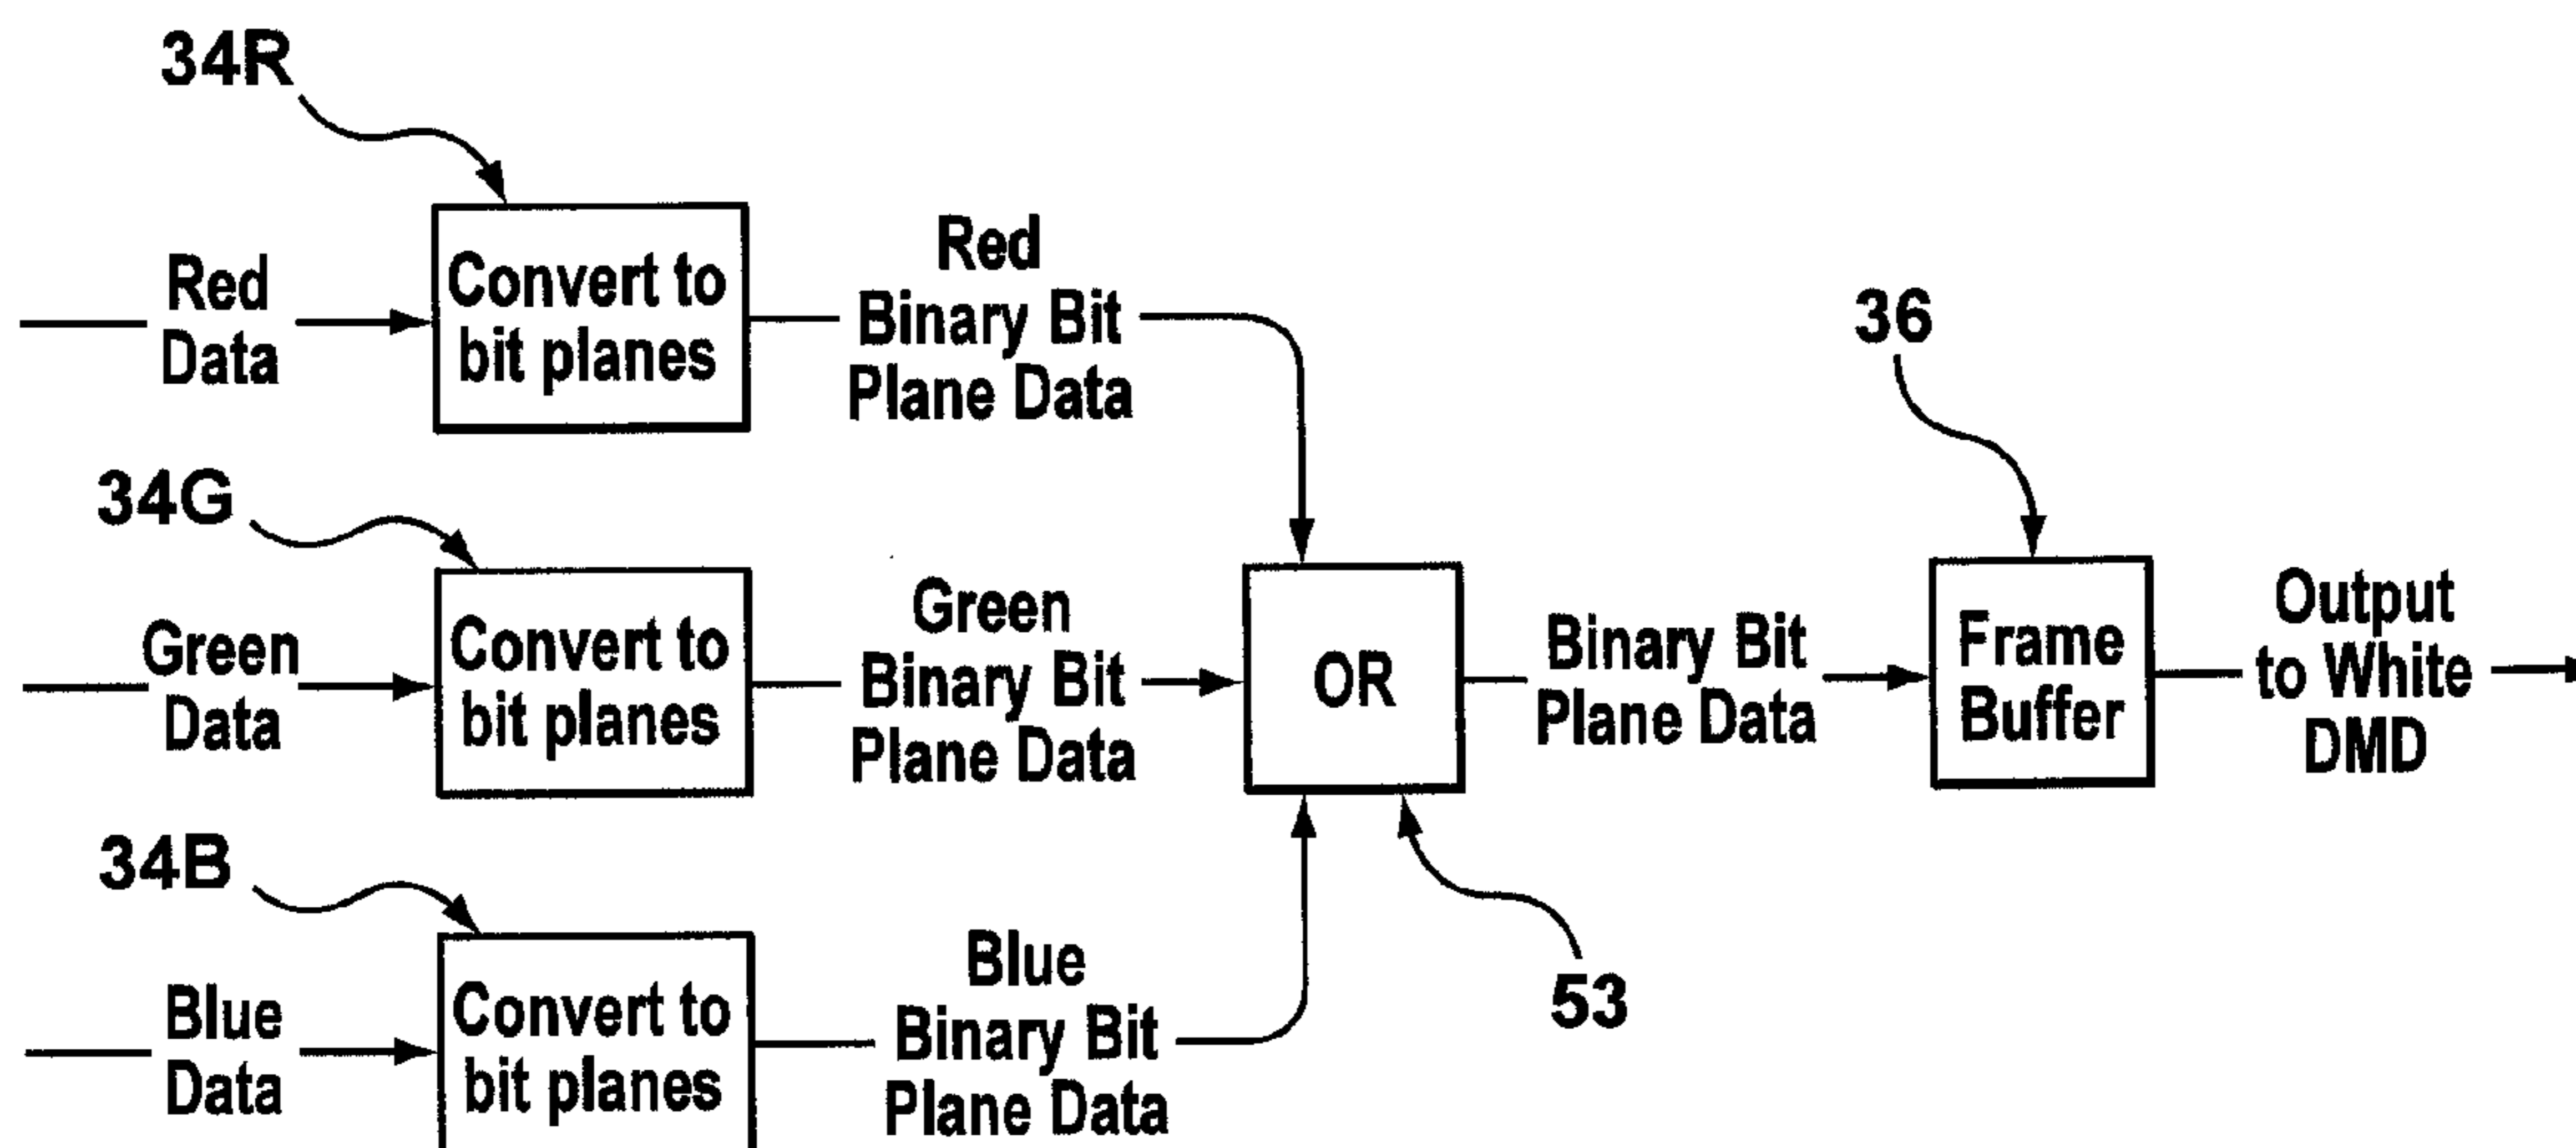 34R
Red
Data
Convert to
bit planes
Red
Binary Bit
Plane Data
34G
Green
Data
Convert to
bit planes
Green
Binary Bit
Plane Data
34B
Blue
Data
Convert to
bit planes
Blue
Binary Bit
Plane Data
OR
53
Binary Bit
Plane Data
36
Frame
Buffer
Output
to White
DMD